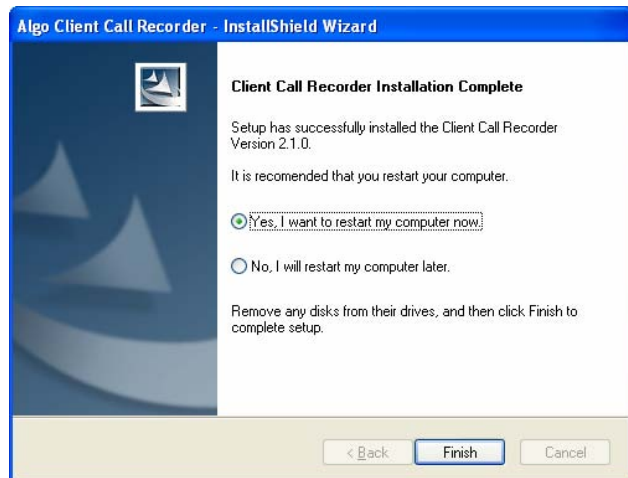 Algo Client Call Recorder - InstallShield Wizard
Client Call Recorder Installation Complete
Setup has successfully installed the Client Call Recorder
Version 2.1.0.
It is recomended that you restart your computer.
Yes, I want to restart my computer now.
No, I will restart my computer later.
Remove any disks from their drives, and then click Finish to
complete setup.
< Back Finish Cancel